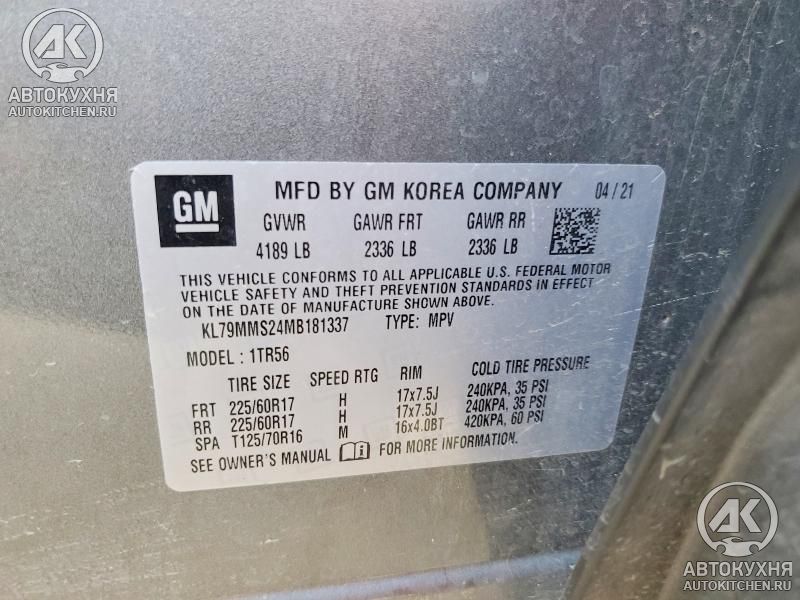 AK
АВТОКУХНЯ
AUTOKITCHEN.RU
GM
MFD BY GM KOREA COMPANY 04/21
GVWR GAWR FRT GAWR RR
4189 LB 2336 LB 2336 LB
THIS VEHICLE CONFORMS TO ALL APPLICABLE U.S. FEDERAL MOTOR
VEHICLE SAFETY AND THEFT PREVENTION STANDARDS IN EFFECT
ON THE DATE OF MANUFACTURE SHOWN ABOVE.
KL79MMS24MB181337 TYPE: MPV
MODEL : 1TR56
TIRE SIZE SPEED RTG RIM COLD TIRE PRESSURE
FRT 225/60R17 H 17x7.5J 240KPA, 35 PSI
RR 225/60R17 H 17x7.5J 240KPA, 35 PSI
SPA T125/70R16 M 16x4.0BT 420KPA, 60 PSI
SEE OWNER'S MANUAL FOR MORE INFORMATION
AK
АВТОКУХНЯ
AUTOKITCHEN.RU